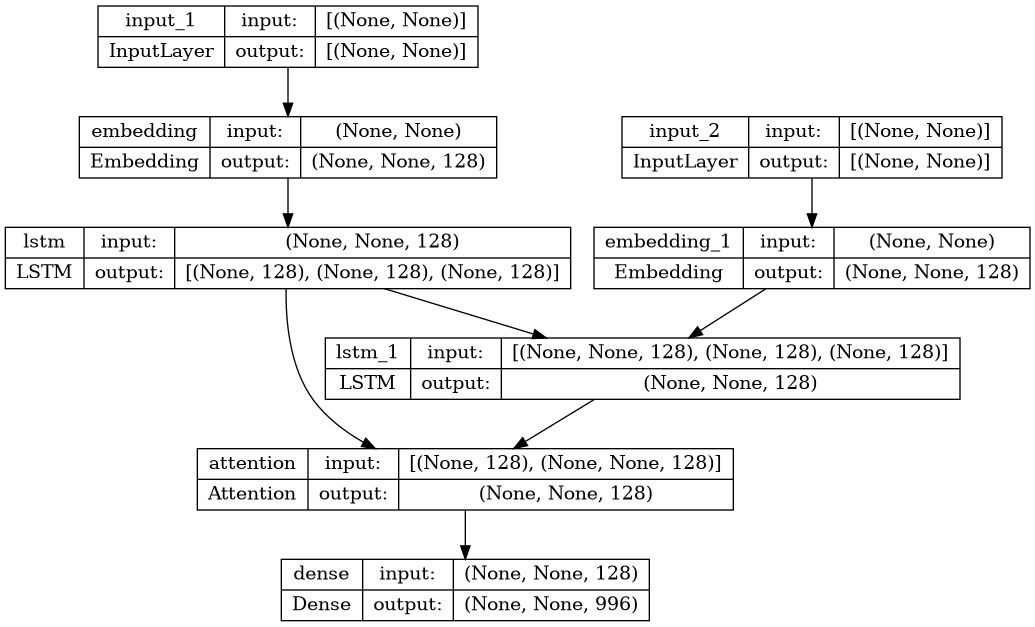 input_1 input: [(None, None)]
InputLayer output: [(None, None)]
embedding input: (None, None)
Embedding output: (None, None, 128)
input_2 input: [(None, None)]
InputLayer output: [(None, None)]
lstm input: (None, None, 128)
LSTM output: [(None, 128), (None, 128), (None, 128)]
embedding_1 input: (None, None)
Embedding output: (None, None, 128)
lstm_1 input: [(None, None, 128), (None, 128), (None, 128)]
LSTM output: (None, None, 128)
attention input: [(None, 128), (None, None, 128)]
Attention output: (None, None, 128)
dense input: (None, None, 128)
Dense output: (None, None, 996)